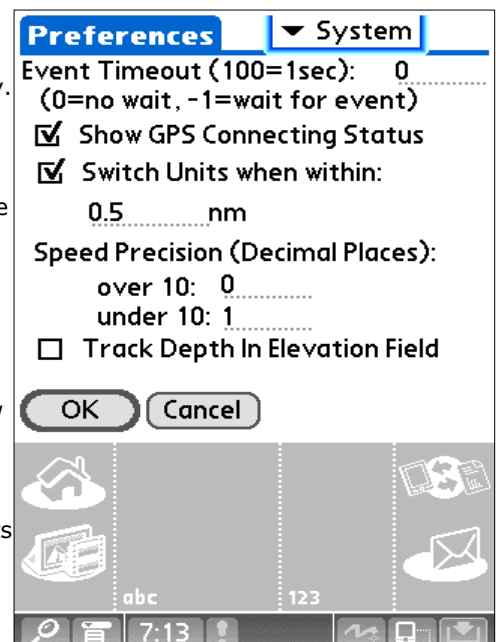 Preferences ▼ System
Event Timeout (100=1sec): 0
(0=no wait, -1=wait for event)
Show GPS Connecting Status
Switch Units when within:
0.5 nm
Speed Precision (Decimal Places):
over 10: 0
under 10: 1
Track Depth In Elevation Field
OK Cancel
abc 123
7:13